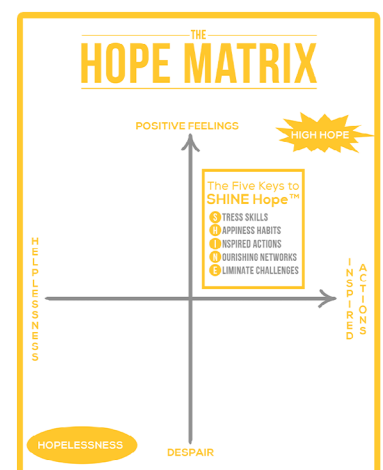 THE
HOPE MATRIX
POSITIVE FEELINGS
HIGH HOPE
The Five Keys to
SHINE Hope™
STRESS SKILLS
HAPPINESS HABITS
INSPIRED ACTIONS
NOURISHING NETWORKS
ELIMINATE CHALLENGES
HELPLESSNESS
INSPIRED
ACTIONS
HOPELESSNESS
DESPAIR